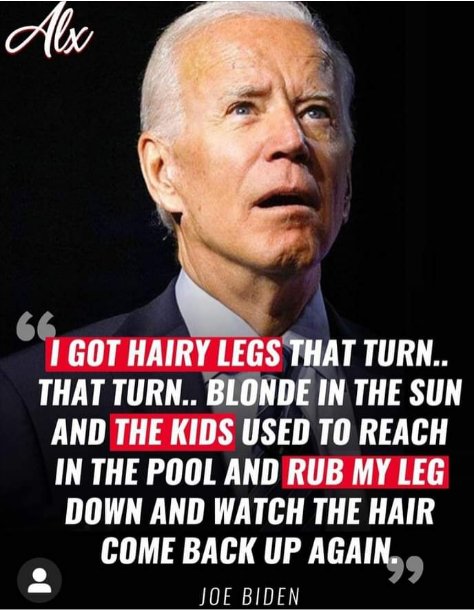 Alx
“ I GOT HAIRY LEGS THAT TURN..
THAT TURN.. BLONDE IN THE SUN
AND THE KIDS USED TO REACH
IN THE POOL AND RUB MY LEG
DOWN AND WATCH THE HAIR
COME BACK UP AGAIN. ”
JOE BIDEN